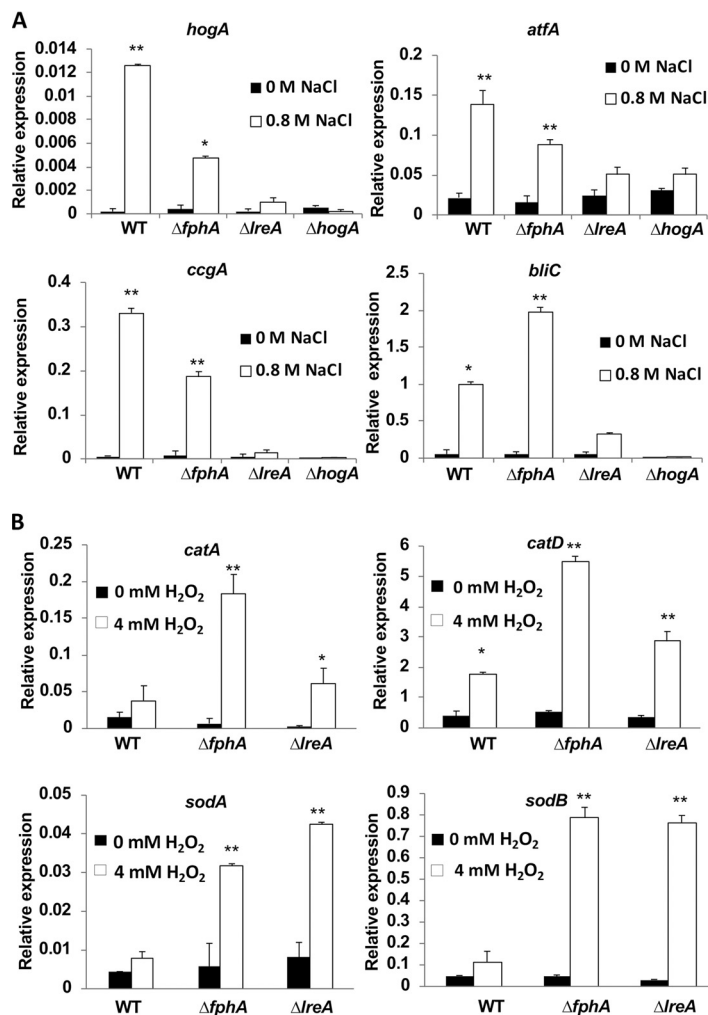 A
hogA
Relative expression
0.014
0.012
0.01
0.008
0.006
0.004
0.002
0
**
*
0 M NaCl
0.8 M NaCl
WT
ΔfphA
ΔlreA
ΔhogA
atfA
Relative expression
0.2
0.15
0.1
0.05
0
**
**
0 M NaCl
0.8 M NaCl
WT
ΔfphA
ΔlreA
ΔhogA
ccgA
Relative expression
0.4
0.3
0.2
0.1
0
**
**
0 M NaCl
0.8 M NaCl
WT
ΔfphA
ΔlreA
ΔhogA
bliC
Relative expression
2.5
2
1.5
1
0.5
0
*
**
0 M NaCl
0.8 M NaCl
WT
ΔfphA
ΔlreA
ΔhogA
B
catA
Relative expression
0.25
0.2
0.15
0.1
0.05
0
**
*
0 mM H₂O₂
4 mM H₂O₂
WT
ΔfphA
ΔlreA
catD
Relative expression
6
5
4
3
2
1
0
*
**
**
0 mM H₂O₂
4 mM H₂O₂
WT
ΔfphA
ΔlreA
sodA
Relative expression
0.05
0.04
0.03
0.02
0.01
0
**
**
0 mM H₂O₂
4 mM H₂O₂
WT
ΔfphA
ΔlreA
sodB
Relative expression
0.9
0.8
0.7
0.6
0.5
0.4
0.3
0.2
0.1
0
**
**
0 mM H₂O₂
4 mM H₂O₂
WT
ΔfphA
ΔlreA